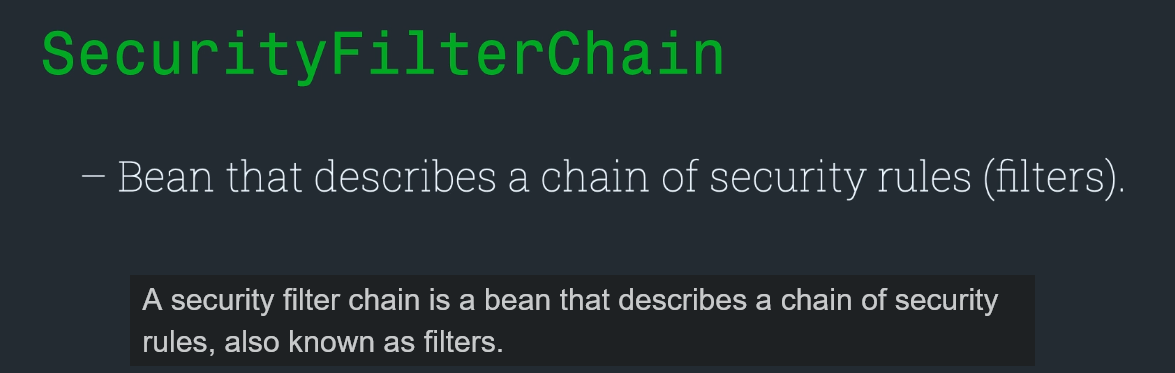 SecurityFilterChain
– Bean that describes a chain of security rules (filters).
A security filter chain is a bean that describes a chain of security
rules, also known as filters.